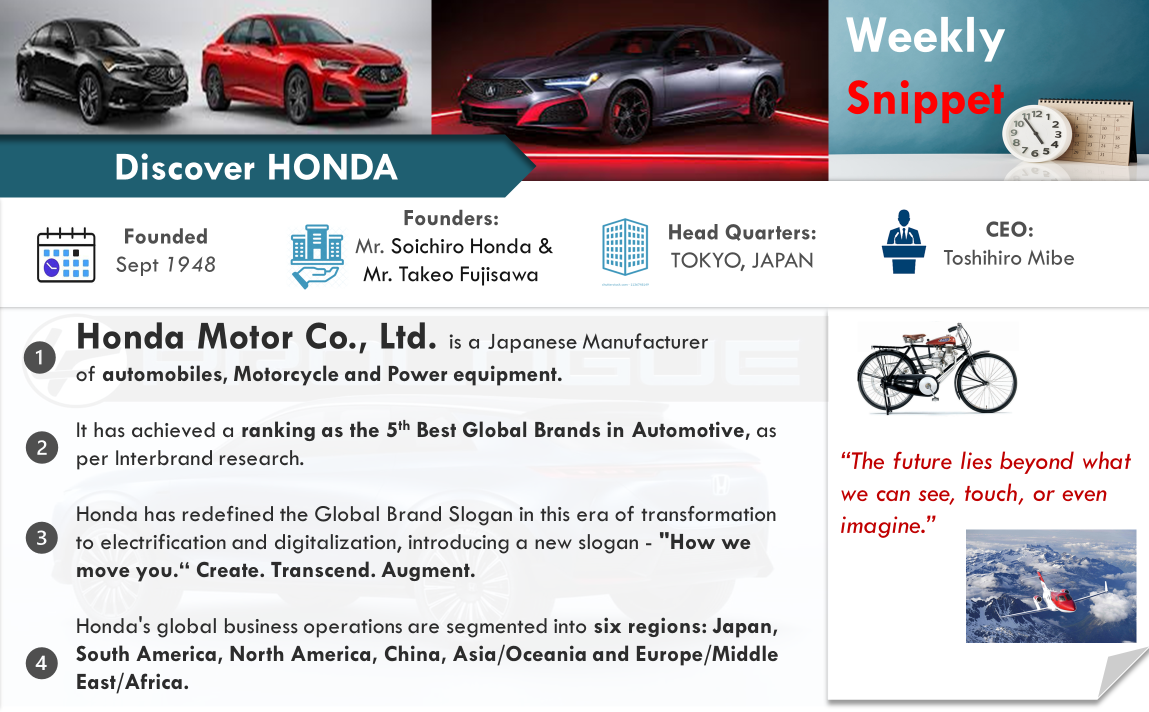 Weekly
Snippet
Discover HONDA
Founded
Sept 1948
Founders:
Mr. Soichiro Honda &
Mr. Takeo Fujisawa
Head Quarters:
TOKYO, JAPAN
CEO:
Toshihiro Mibe
1
Honda Motor Co., Ltd. is a Japanese Manufacturer
of automobiles, Motorcycle and Power equipment.
2
It has achieved a ranking as the 5th Best Global Brands in Automotive, as
per Interbrand research.
3
Honda has redefined the Global Brand Slogan in this era of transformation
to electrification and digitalization, introducing a new slogan - "How we
move you.“ Create. Transcend. Augment.
4
Honda's global business operations are segmented into six regions: Japan,
South America, North America, China, Asia/Oceania and Europe/Middle
East/Africa.
“The future lies beyond what
we can see, touch, or even
imagine.”